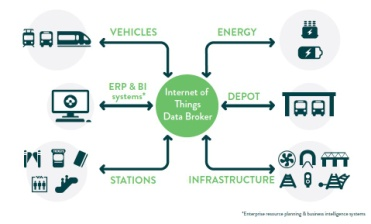 VEHICLES
ENERGY
ERP & BI
systems*
Internet of
Things
Data Broker
DEPOT
STATIONS
INFRASTRUCTURE
*Enterprise resource planning & business intelligence systems